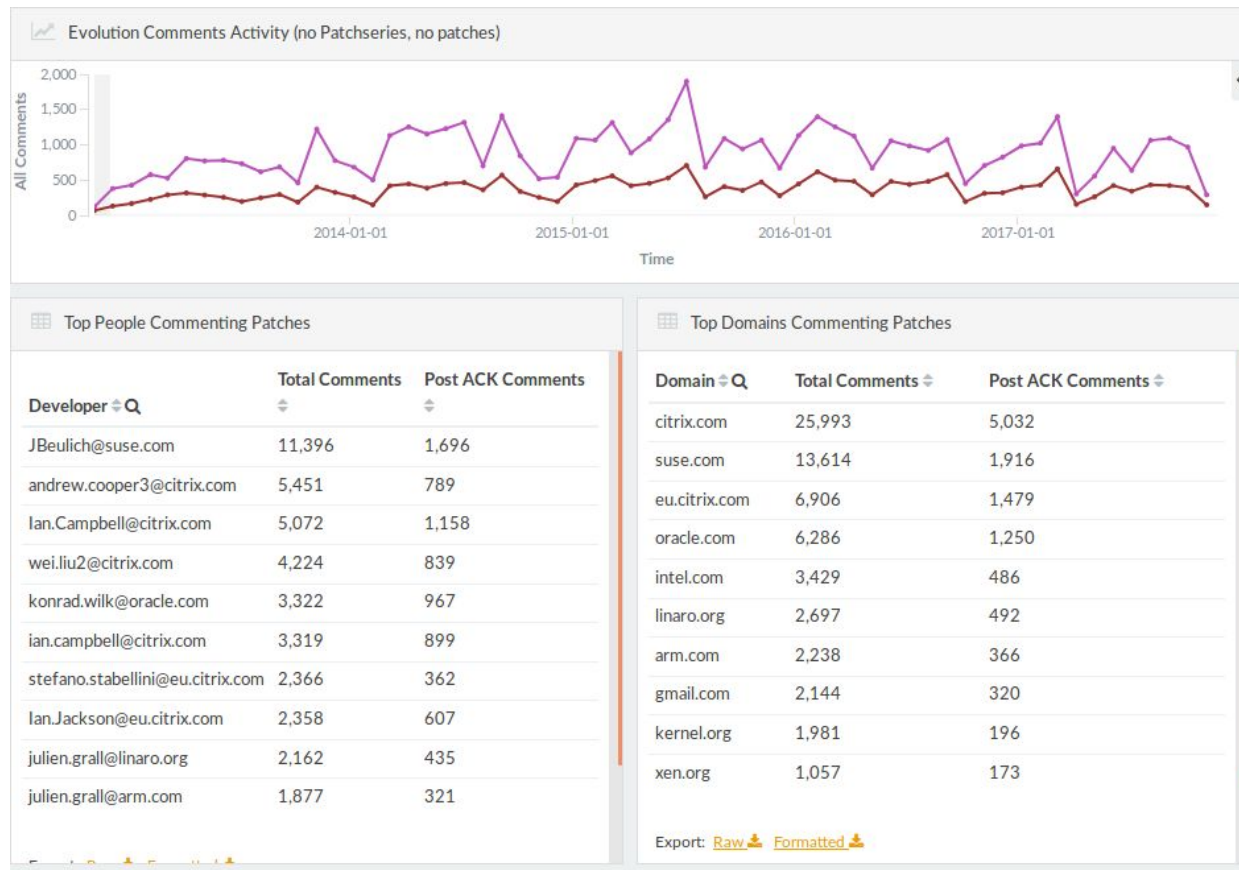 Evolution Comments Activity (no Patchseries, no patches)
All Comments
2,000
1,500
1,000
500
0
2014-01-01 2015-01-01 2016-01-01 2017-01-01
Time
Top People Commenting Patches
Developer Total Comments Post ACK Comments
JBeulich@suse.com 11,396 1,696
andrew.cooper3@citrix.com 5,451 789
Ian.Campbell@citrix.com 5,072 1,158
wei.liu2@citrix.com 4,224 839
konrad.wilk@oracle.com 3,322 967
ian.campbell@citrix.com 3,319 899
stefano.stabellini@eu.citrix.com 2,366 362
Ian.Jackson@eu.citrix.com 2,358 607
julien.grall@linaro.org 2,162 435
julien.grall@arm.com 1,877 321
Top Domains Commenting Patches
Domain Total Comments Post ACK Comments
citrix.com 25,993 5,032
suse.com 13,614 1,916
eu.citrix.com 6,906 1,479
oracle.com 6,286 1,250
intel.com 3,429 486
linaro.org 2,697 492
arm.com 2,238 366
gmail.com 2,144 320
kernel.org 1,981 196
xen.org 1,057 173
Export: Raw Formatted